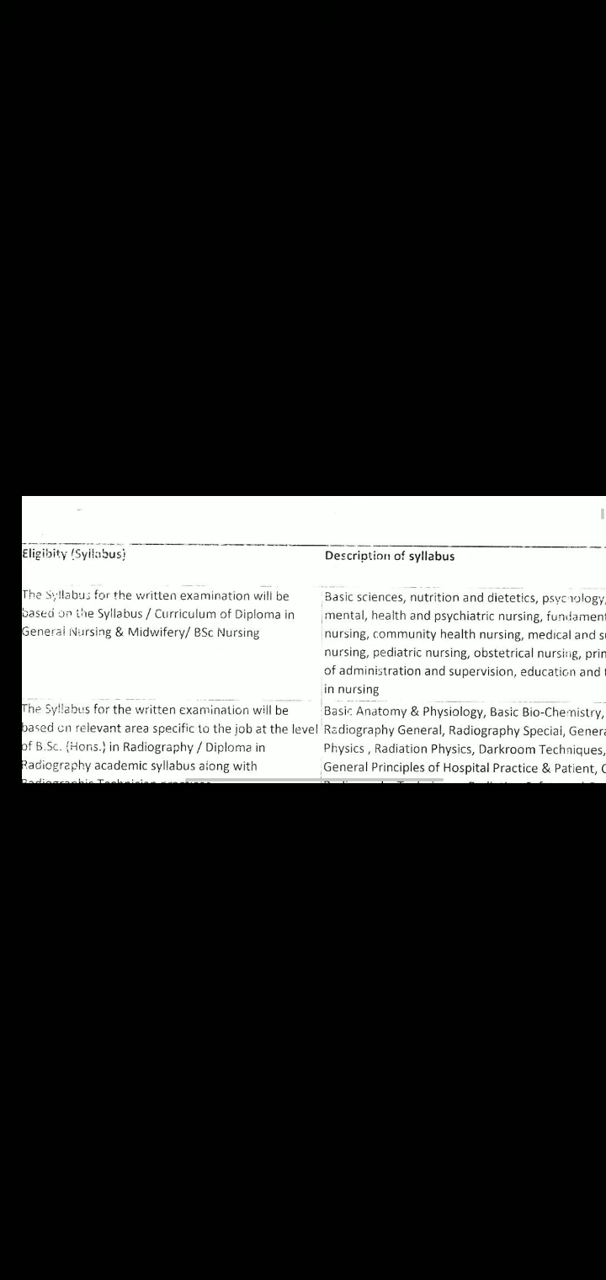 Eligibity (Syllabus)
Description of syllabus
The Syllabus for the written examination will be
based on the Syllabus / Curriculum of Diploma in
General Nursing & Midwifery/ BSc Nursing
Basic sciences, nutrition and dietetics, psychology,
mental, health and psychiatric nursing,
nursing, community health nursing, medical and
nursing, pediatric nursing, obstetrical nursing,
of administration and supervision, education and
in nursing
The Syllabus for the written examination will be
based on relevant area specific to the job at the level
of B.Sc. (Hons.) in Radiography / Diploma in
Radiography academic syllabus along with
Radiographic Technician practices
Basic Anatomy & Physiology, Basic Bio-Chemistry,
Radiography General, Radiography Special,
Physics , Radiation Physics, Darkroom Techniques,
General Principles of Hospital Practice & Patient,